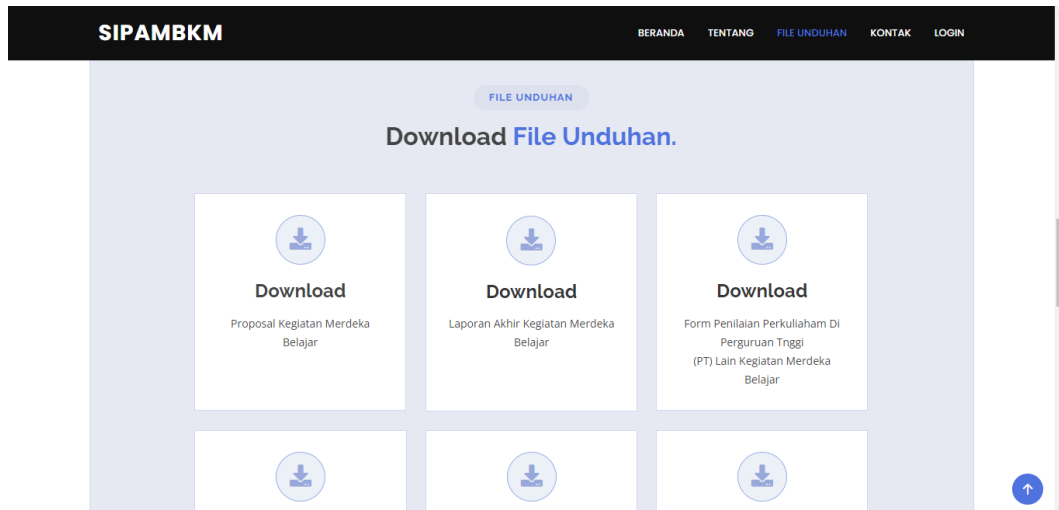 SIPAMBKM
BERANDA TENTANG FILE UNDUHAN KONTAK LOGIN
FILE UNDUHAN
Download File Unduhan.
Download
Proposal Kegiatan Merdeka
Belajar
Download
Laporan Akhir Kegiatan Merdeka
Belajar
Download
Form Penilaian Perkuliaham Di
Perguruan Tnggi
(PT) Lain Kegiatan Merdeka
Belajar